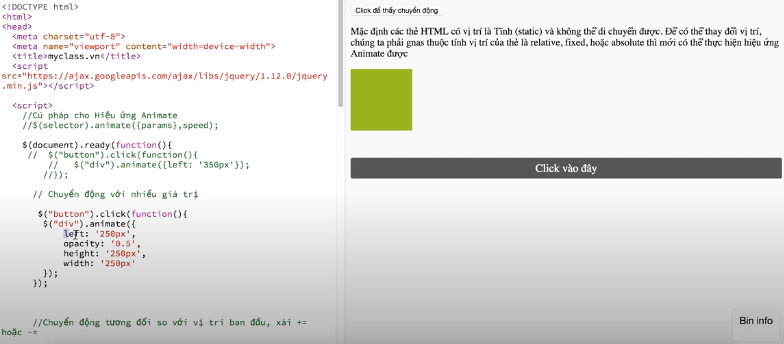 <!DOCTYPE html>
<html>
<head>
<meta charset="utf-8">
<meta name="viewport" content="width=device-width">
<title>myclass.vn</title>
<script
src="https://ajax.googleapis.com/ajax/libs/jquery/1.12.0/jquery
.min.js"></script>
<script>
//Cú pháp cho Hiệu ứng Animate
//$(selector).animate({params},speed);
$(document).ready(function(){
// $("button").click(function(){
// $("div").animate({left: '350px'});
//});
// Chuyển động với nhiều giá trị
$("button").click(function(){
$("div").animate({
left: '250px',
opacity: '0.5',
height: '250px',
width: '250px'
});
});
//Chuyển động tương đối so với vị trí ban đầu, xài +=
hoặc -=
Click để thấy chuyển động
Mặc định các thẻ HTML có vị trí là Tĩnh (static) và không thể di chuyển được. Để có thể thay đổi vị trí,
chúng ta phải gnas thuộc tính vị trí của thẻ là relative, fixed, hoặc absolute thì mới có thể thực hiện hiệu ứng
Animate được
Click vào đây
Bin info